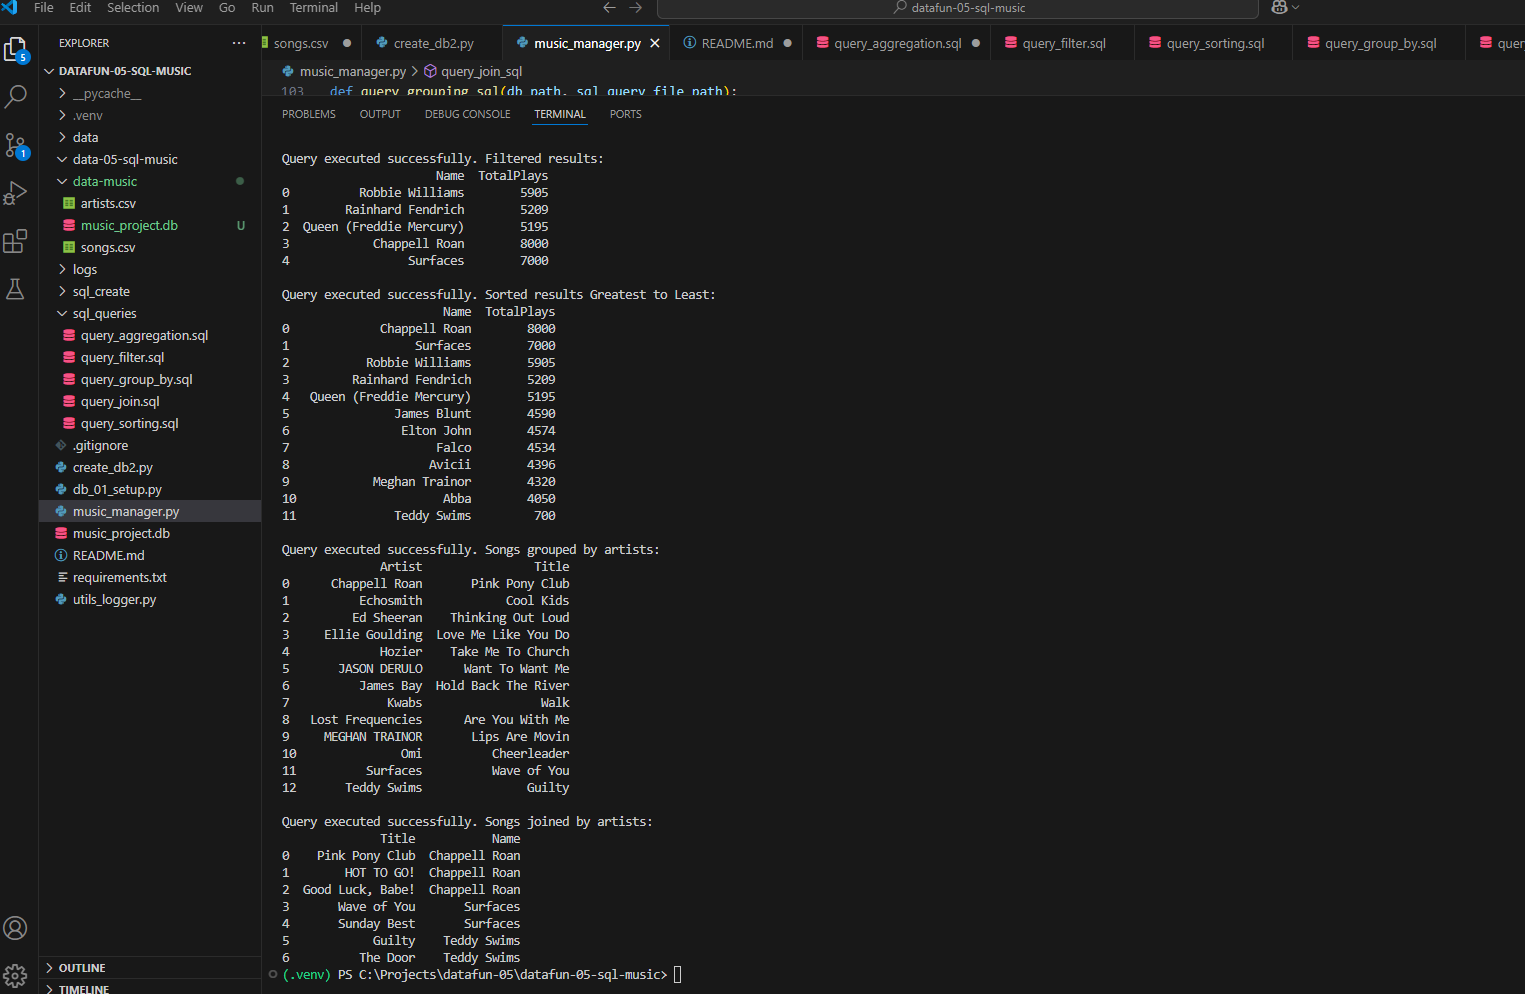 File Edit Selection View Go Run Terminal Help datafun-05-sql-music
EXPLORER ...
songs.csv create_db2.py music_manager.py README.md query_aggregation.sql query_filter.sql query_sorting.sql query_group_by.sql
music_manager.py > query_join_sql
103 def query_grouping_sql(db_path, sql_query_file_path):
5
1
DATAFUN-05-SQL-MUSIC
__pycache__
.venv
data
data-05-sql-music
data-music
artists.csv
music_project.db U
songs.csv
logs
sql_create
sql_queries
query_aggregation.sql
query_filter.sql
query_group_by.sql
query_join.sql
query_sorting.sql
.gitignore
create_db2.py
db_01_setup.py
music_manager.py
music_project.db
README.md
requirements.txt
utils_logger.py
OUTLINE
TIMELINE
PROBLEMS OUTPUT DEBUG CONSOLE TERMINAL PORTS
Query executed successfully. Filtered results:
Name TotalPlays
0 Robbie Williams 5905
1 Rainhard Fendrich 5209
2 Queen (Freddie Mercury) 5195
3 Chappell Roan 8000
4 Surfaces 7000
Query executed successfully. Sorted results Greatest to Least:
Name TotalPlays
0 Chappell Roan 8000
1 Surfaces 7000
2 Robbie Williams 5905
3 Rainhard Fendrich 5209
4 Queen (Freddie Mercury) 5195
5 James Blunt 4590
6 Elton John 4574
7 Falco 4534
8 Avicii 4396
9 Meghan Trainor 4320
10 Abba 4050
11 Teddy Swims 700
Query executed successfully. Songs grouped by artists:
Artist Title
0 Chappell Roan Pink Pony Club
1 Echosmith Cool Kids
2 Ed Sheeran Thinking Out Loud
3 Ellie Goulding Love Me Like You Do
4 Hozier Take Me To Church
5 JASON DERULO Want To Want Me
6 James Bay Hold Back The River
7 Kwabs Walk
8 Lost Frequencies Are You With Me
9 MEGHAN TRAINOR Lips Are Movin
10 Omi Cheerleader
11 Surfaces Wave of You
12 Teddy Swims Guilty
Query executed successfully. Songs joined by artists:
Title Name
0 Pink Pony Club Chappell Roan
1 HOT TO GO! Chappell Roan
2 Good Luck, Babe! Chappell Roan
3 Wave of You Surfaces
4 Sunday Best Surfaces
5 Guilty Teddy Swims
6 The Door Teddy Swims
(.venv) PS C:\Projects\datafun-05\datafun-05-sql-music>